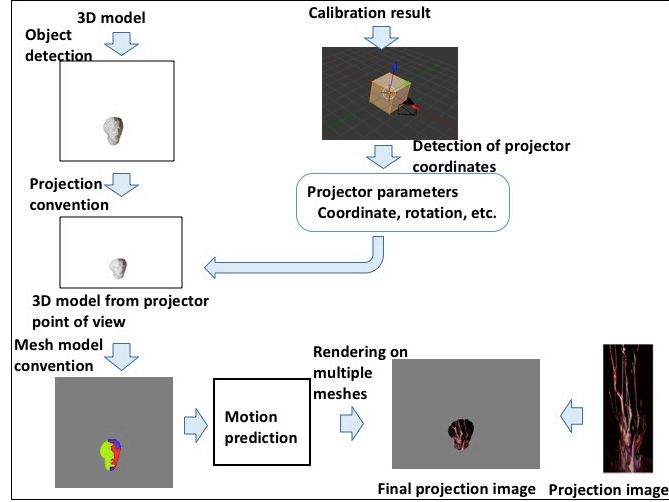 3D model
Object
detection
Calibration result
Detection of projector
coordinates
Projection
convention
Projector parameters
Coordinate, rotation, etc.
3D model from projector
point of view
Mesh model
convention
Motion
prediction
Rendering on
multiple
meshes
Final projection image
Projection image